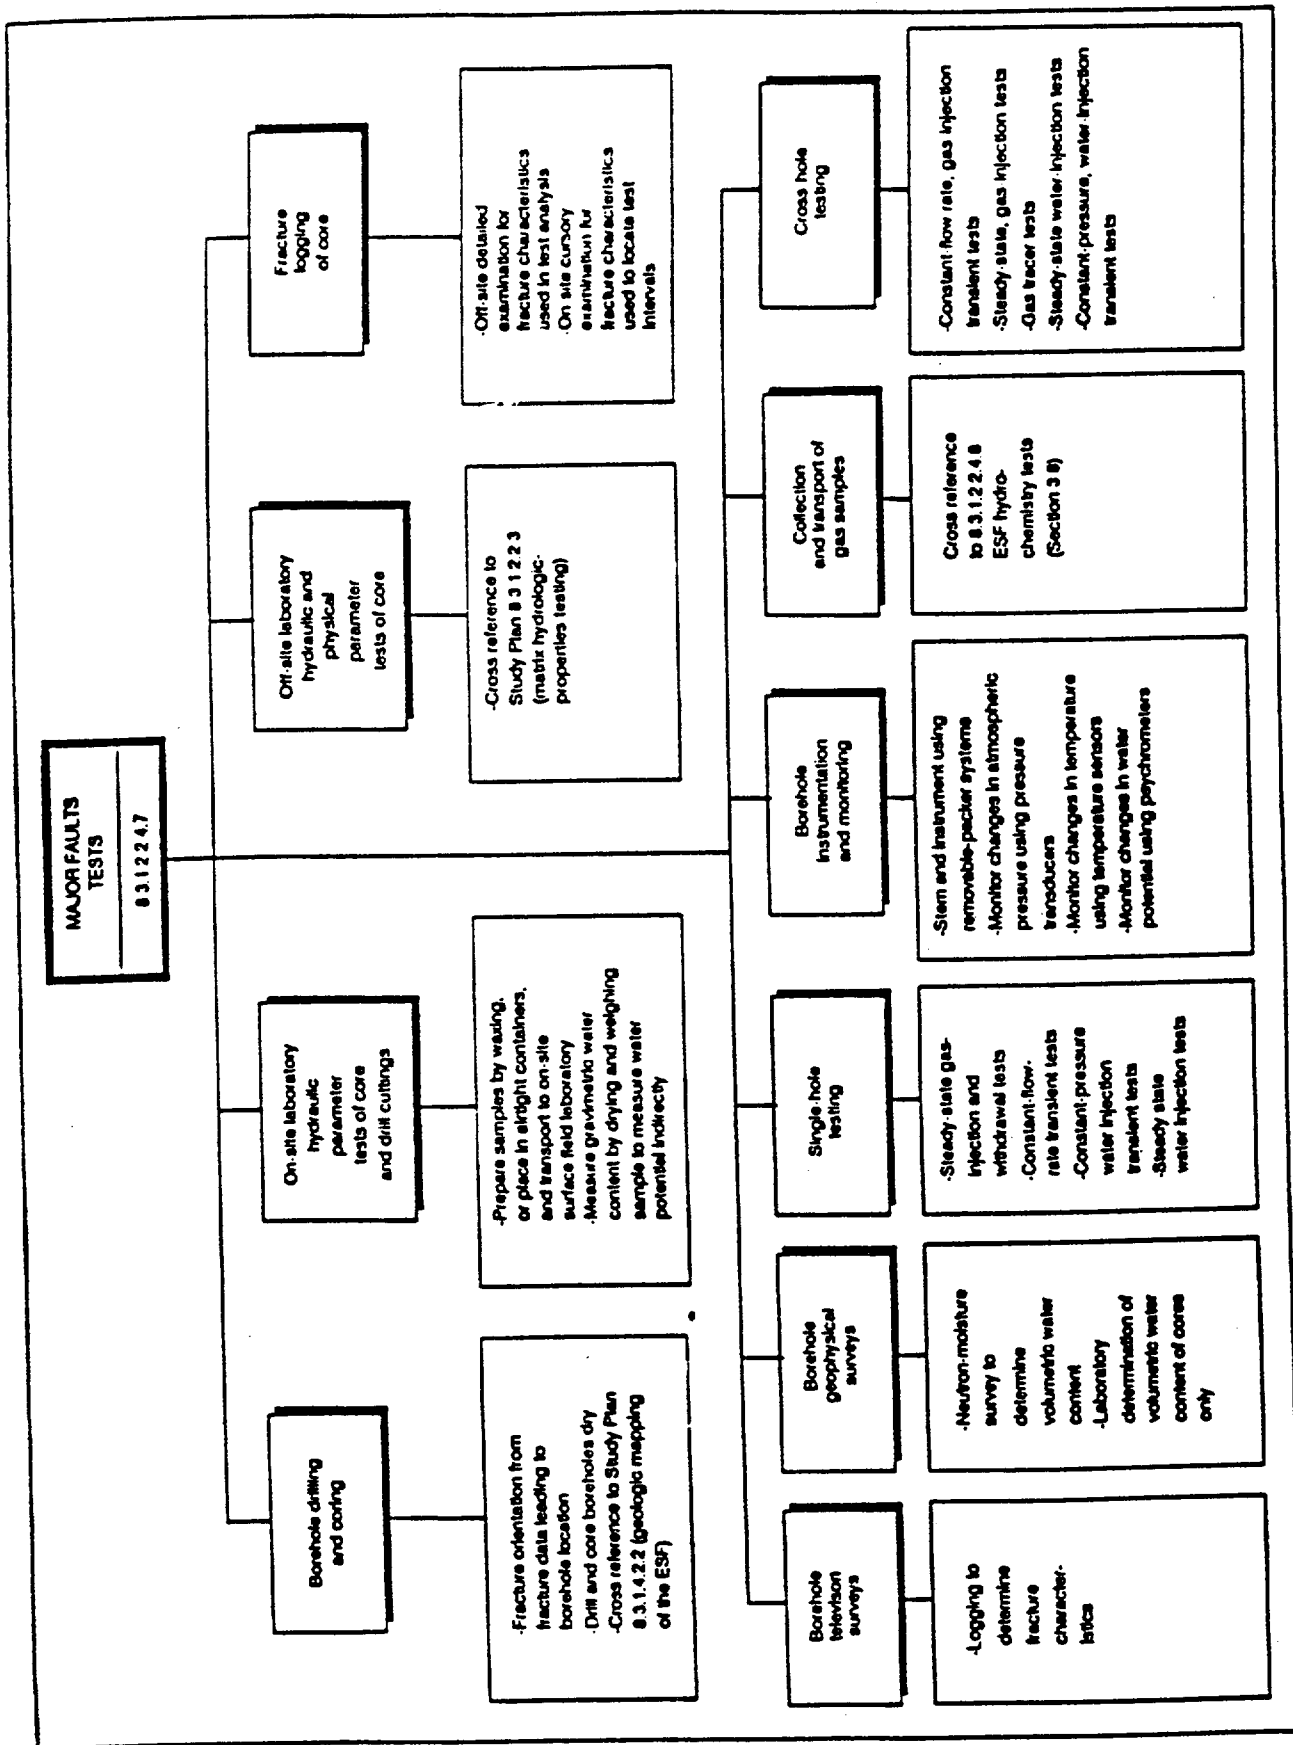 MAJOR FAULTS
TESTS
8 3.1 2 2 4.7
Borehole drilling
and coring
On-site laboratory
hydraulic
parameter
tests of core
and drill cuttings
Off-site laboratory
hydraulic and
physical
parameter
tests of core
Fracture
logging
of core
-Fracture orientation from
fracture data leading to
borehole location
-Drill and core boreholes dry
-Cross reference to Study Plan
8.3.1.4.2.2 (geologic mapping
of the ESF)
-Prepare samples by waxing,
or place in airtight containers,
and transport to on-site
surface field laboratory
-Measure gravimetric water
content by drying and weighing
sample to measure water
potential indirectly
-Cross reference to
Study Plan 8 3 1 2.2 3
(matrix hydrologic-
properties testing)
-Off-site detailed
examination for
fracture characteristics
used in test analysis
-On site cursory
examination for
fracture characteristics
used to locate test
intervals
Borehole
televison
surveys
Borehole
geophysical
surveys
Single-hole
testing
Borehole
instrumentation
and monitoring
Collection
and transport of
gas samples
Cross hole
testing
-Logging to
determine
fracture
character-
istics
-Neutron-moisture
survey to
determine
volumetric water
content
-Laboratory
determination of
volumetric water
content of cores
only
-Steady-state gas-
injection and
withdrawal tests
-Constant-flow-
rate transient tests
-Constant-pressure
water injection
transient tests
-Steady state
water injection tests
-Stem and instrument using
removable-packer systems
-Monitor changes in atmospheric
pressure using pressure
transducers
-Monitor changes in temperature
using temperature sensors
-Monitor changes in water
potential using psychrometers
Cross reference
to 8.3.1.2 2.4.8
ESF hydro-
chemistry tests
(Section 3 8)
-Constant flow rate, gas injection
transient tests
-Steady-state, gas-injection tests
-Gas tracer tests
-Steady-state water-injection tests
-Constant-pressure, water-injection
transient tests